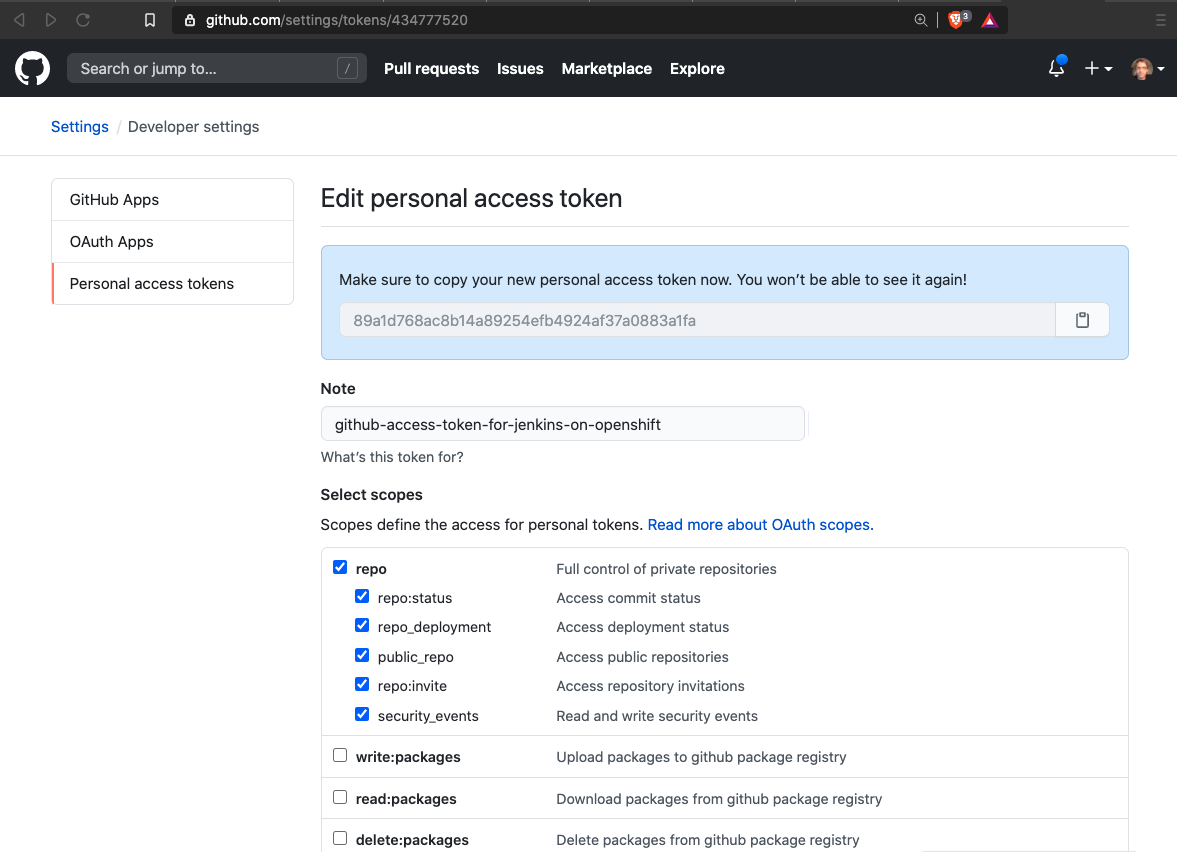 github.com/settings/tokens/434777520
3
Search or jump to...
/
Pull requests
Issues
Marketplace
Explore
Settings / Developer settings
GitHub Apps
OAuth Apps
Personal access tokens
Edit personal access token
Make sure to copy your new personal access token now. You won’t be able to see it again!
89a1d768ac8b14a89254efb4924af37a0883a1fa
Note
github-access-token-for-jenkins-on-openshift
What’s this token for?
Select scopes
Scopes define the access for personal tokens. Read more about OAuth scopes.
repo Full control of private repositories
repo:status Access commit status
repo_deployment Access deployment status
public_repo Access public repositories
repo:invite Access repository invitations
security_events Read and write security events
write:packages Upload packages to github package registry
read:packages Download packages from github package registry
delete:packages Delete packages from github package registry